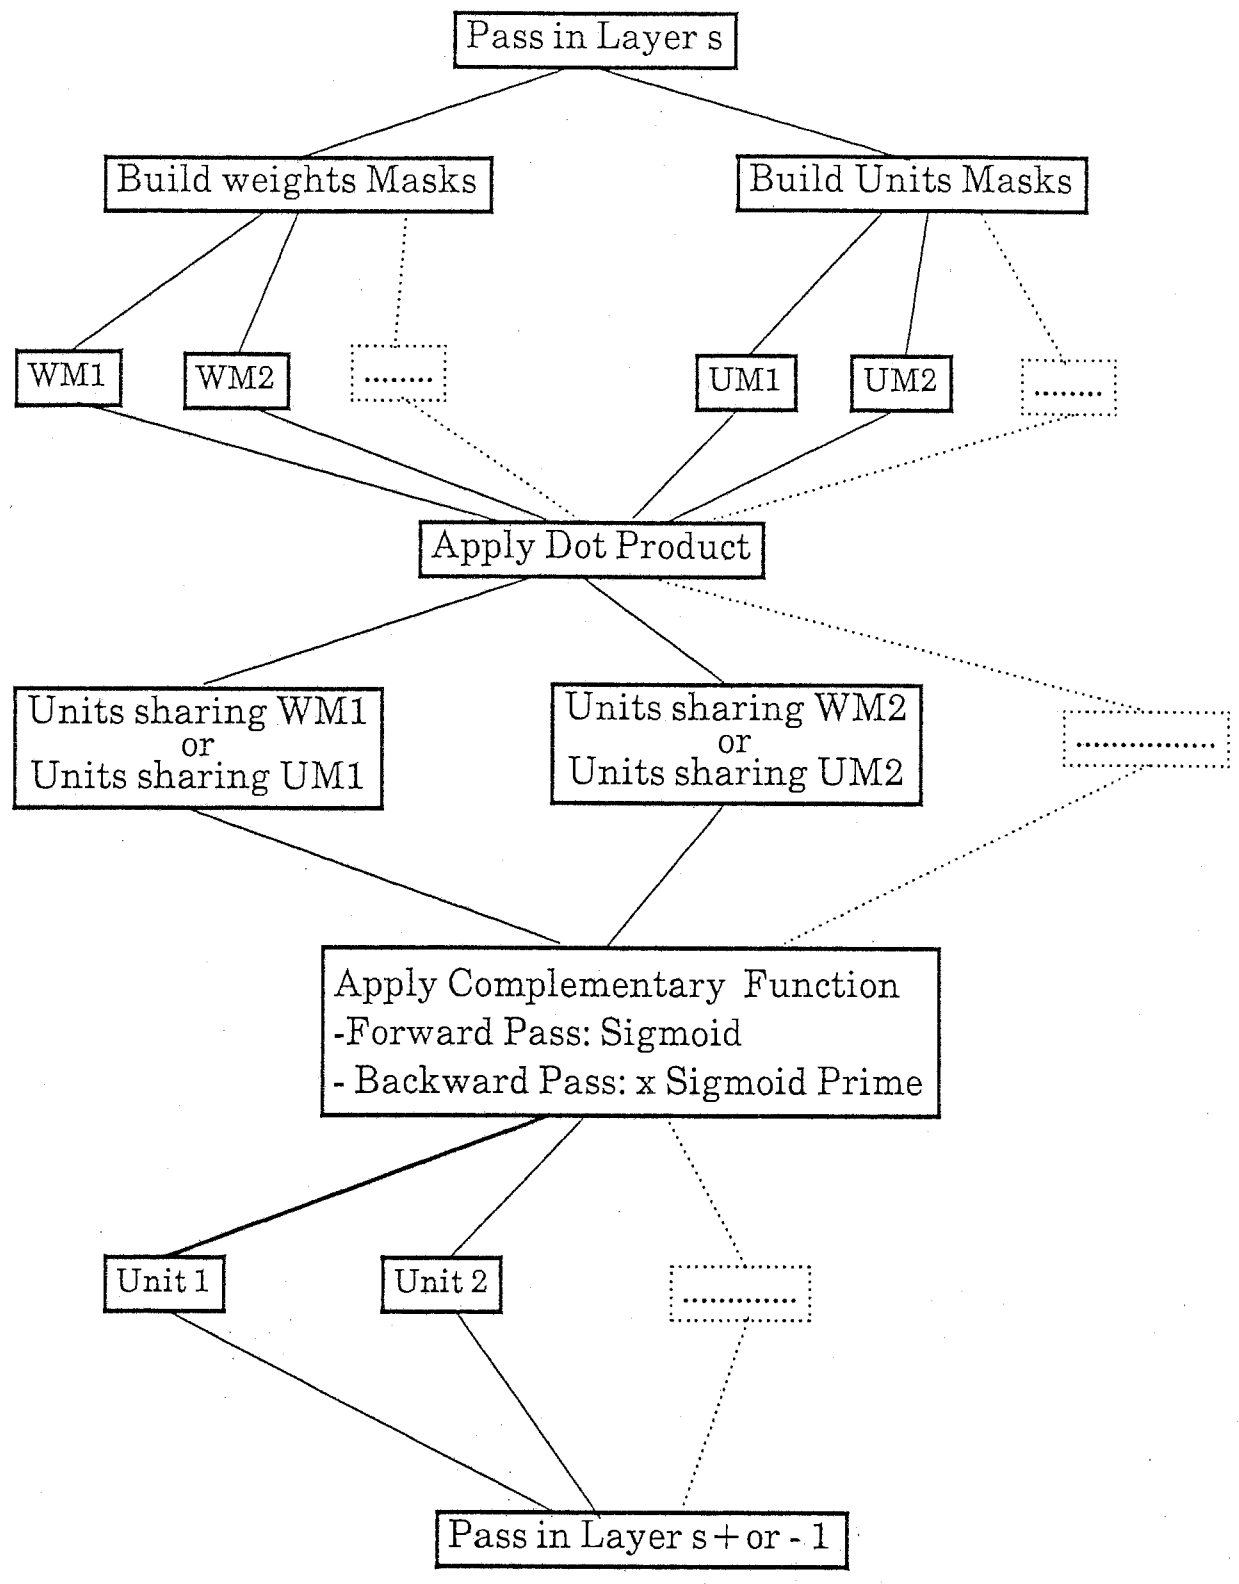 Pass in Layer s
Build weights Masks
Build Units Masks
WM1
WM2
........
UM1
UM2
........
Apply Dot Product
Units sharing WM1
or
Units sharing UM1
Units sharing WM2
or
Units sharing UM2
................
Apply Complementary Function
-Forward Pass: Sigmoid
- Backward Pass: x Sigmoid Prime
Unit 1
Unit 2
.............
Pass in Layer s + or - 1